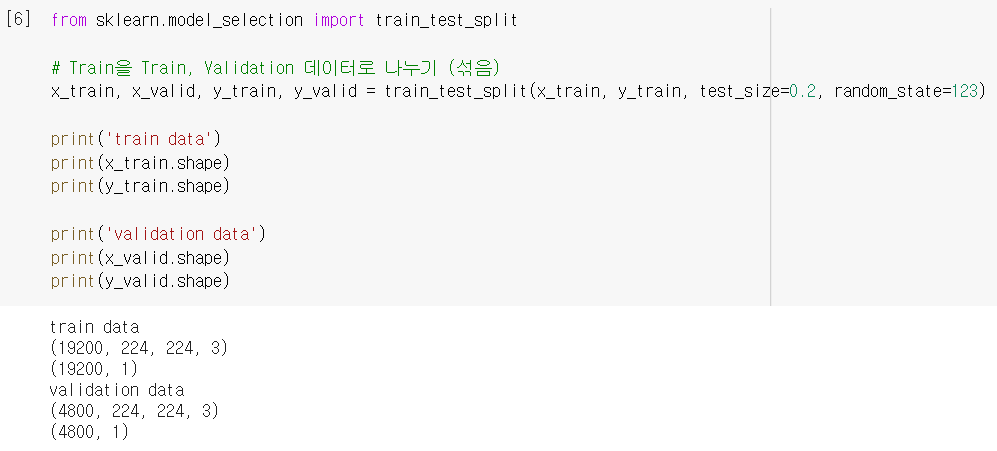 [6] from sklearn.model_selection import train_test_split
# Train을 Train, Validation 데이터로 나누기 (섞음)
x_train, x_valid, y_train, y_valid = train_test_split(x_train, y_train, test_size=0.2, random_state=123)
print('train data')
print(x_train.shape)
print(y_train.shape)
print('validation data')
print(x_valid.shape)
print(y_valid.shape)
train data
(19200, 224, 224, 3)
(19200, 1)
validation data
(4800, 224, 224, 3)
(4800, 1)